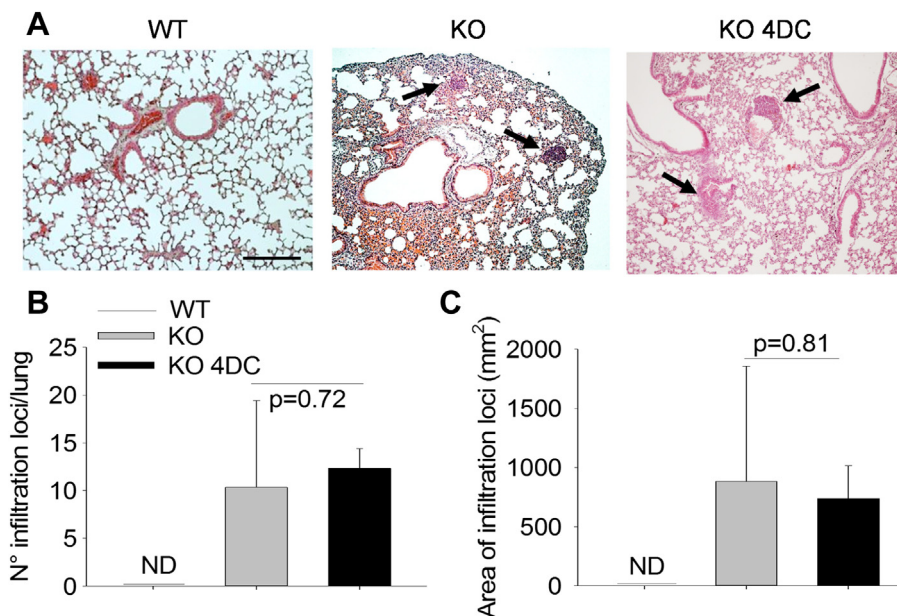 A
WT
KO
KO 4DC
B
WT
KO
KO 4DC
N° infiltration loci/lung
25
20
15
10
5
0
ND
p=0.72
C
Area of infiltration loci (mm²)
2000
1500
1000
500
0
ND
p=0.81